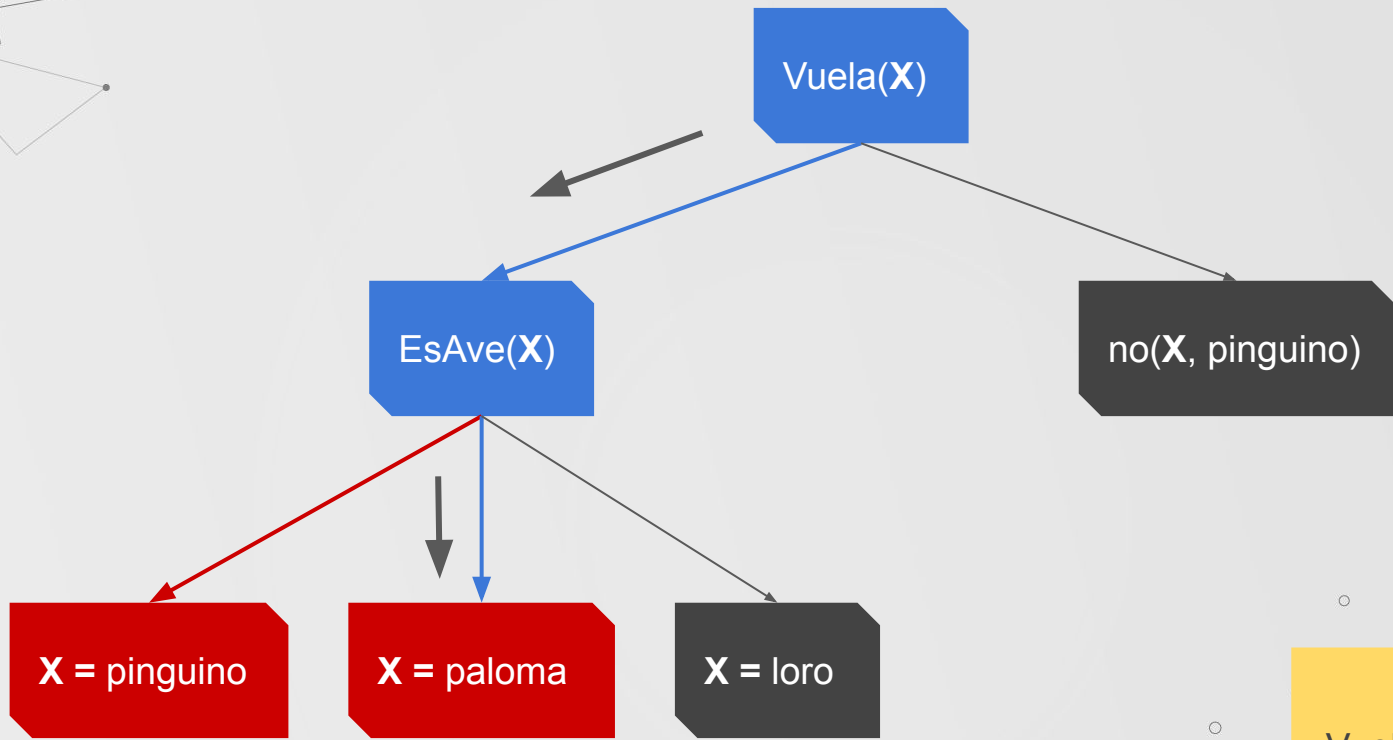 Vuela(X)
EsAve(X)
no(X, pinguino)
X = pinguino
X = paloma
X = loro